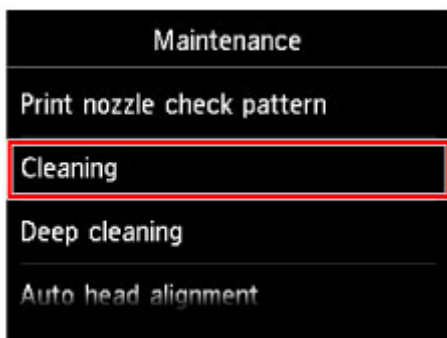 Maintenance
Print nozzle check pattern
Cleaning
Deep cleaning
Auto head alignment